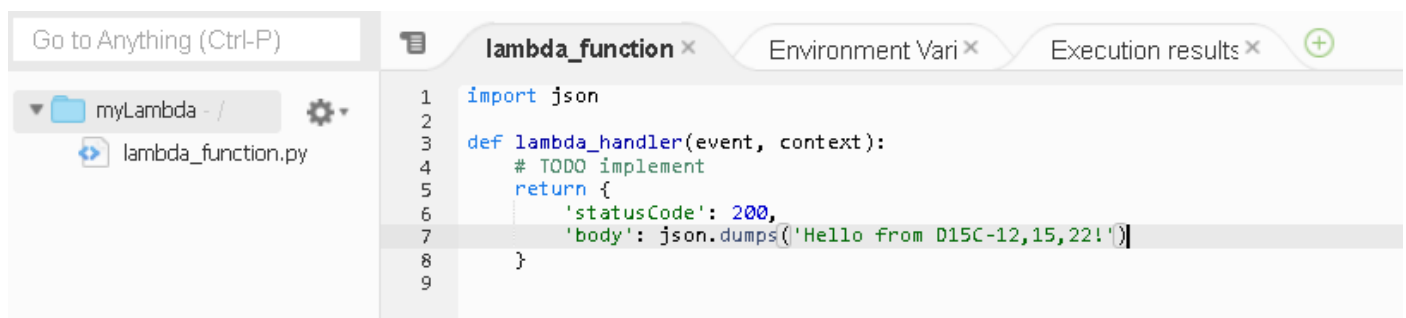 Go to Anything (Ctrl-P)
myLambda - /
lambda_function.py
lambda_function × Environment Vari × Execution results ×
1 import json
2
3 def lambda_handler(event, context):
4 # TODO implement
5 return {
6 'statusCode': 200,
7 'body': json.dumps('Hello from D15C-12,15,22!')
8 }
9